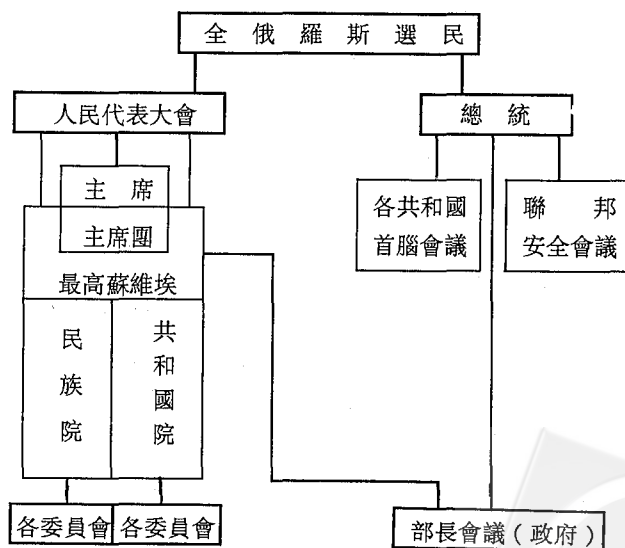 全俄羅斯選民
人民代表大會
總統
主席
主席團
最高蘇維埃
民族院
共和國院
各共和國
首腦會議
聯邦
安全會議
各委員會
各委員會
部長會議（政府）